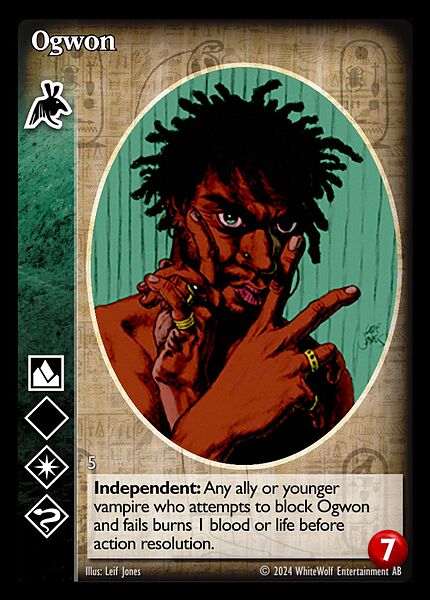 Ogwon
5
Independent: Any ally or younger
vampire who attempts to block Ogwon
and fails burns 1 blood or life before
action resolution.
7
Illus: Leif Jones
© 2024 WhiteWolf Entertainment AB